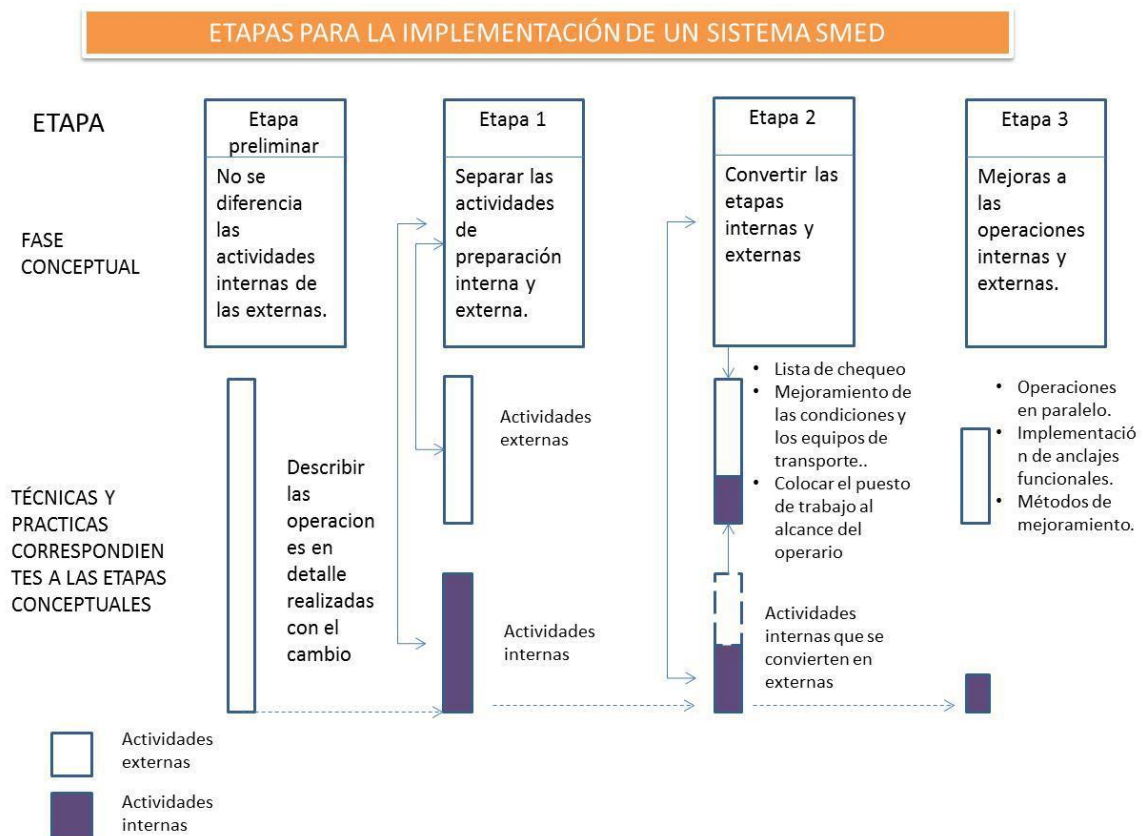 ETAPAS PARA LA IMPLEMENTACIÓN DE UN SISTEMA SMED
ETAPA
Etapa
preliminar
Etapa 1
Etapa 2
Etapa 3
FASE
CONCEPTUAL
No se
diferencia
las
actividades
internas de
las externas.
Separar las
actividades
de
preparación
interna y
externa.
Convertir las
etapas
internas y
externas
Mejoras a
las
operaciones
internas y
externas.
TÉCNICAS Y
PRACTICAS
CORRESPONDIEN
TES A LAS ETAPAS
CONCEPTUALES
Describir
las
operacion
es en
detalle
realizadas
con el
cambio
Actividades
externas
Actividades
internas
• Lista de chequeo
• Mejoramiento de
las condiciones y
los equipos de
transporte..
• Colocar el puesto
de trabajo al
alcance del
operario
Actividades
internas que se
convierten en
externas
• Operaciones
en paralelo.
• Implementació
n de anclajes
funcionales.
• Métodos de
mejoramiento.
Actividades
externas
Actividades
internas